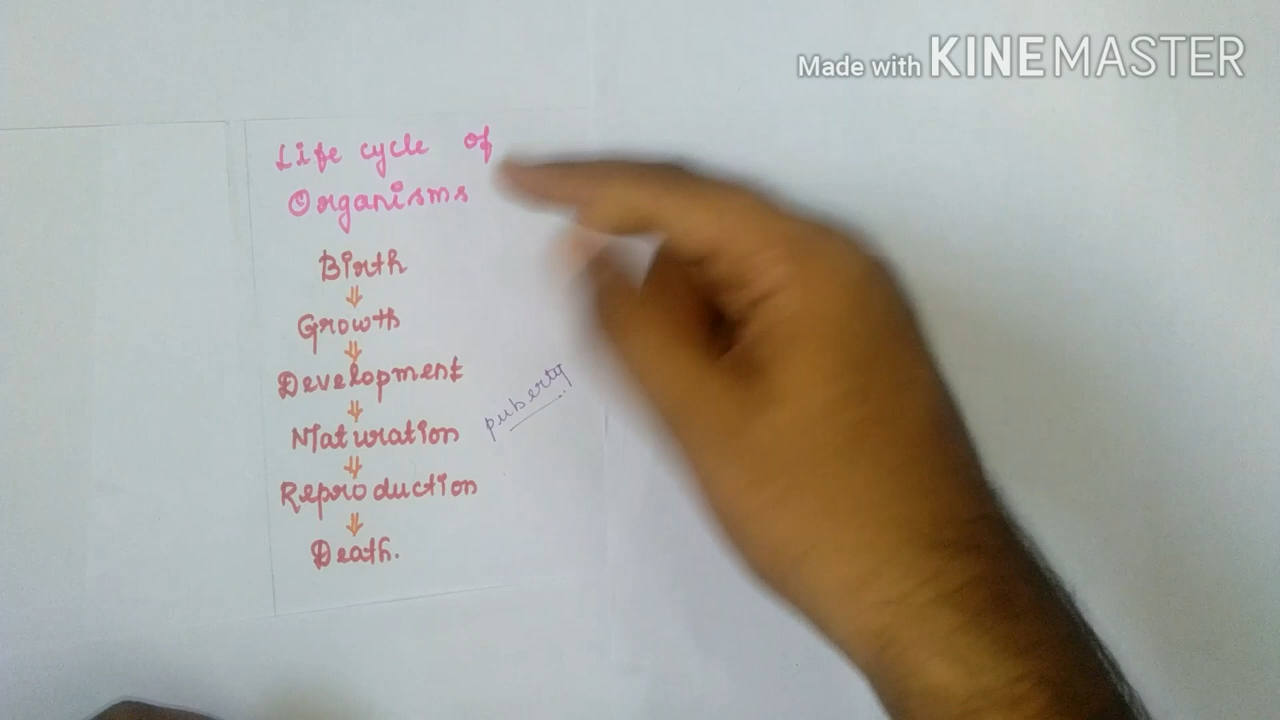 Made with KINEMASTER
Life cycle of
Organisms
Birth
⇓
Growth
⇓
Development
⇓
Maturation
puberty
⇓
Reproduction
⇓
Death.